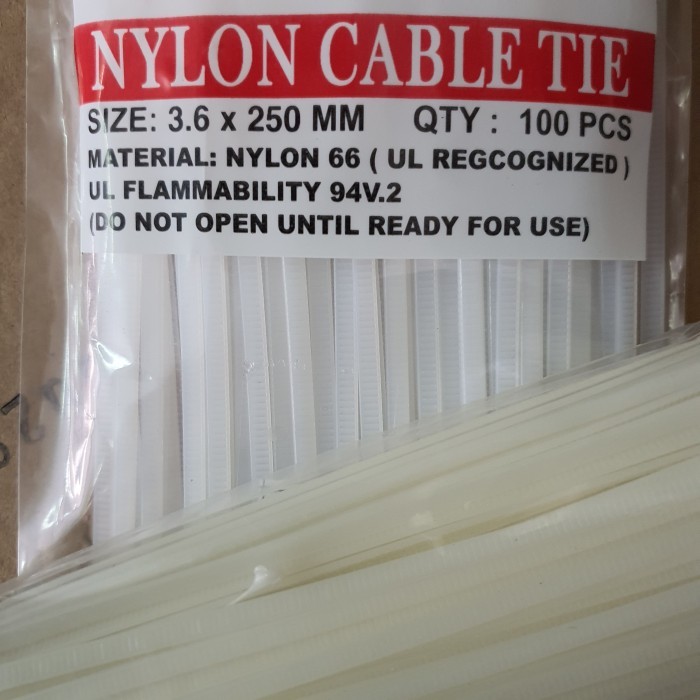 NYLON CABLE TIE
SIZE: 3.6 x 250 MM QTY : 100 PCS
MATERIAL: NYLON 66 ( UL REGCOGNIZED )
UL FLAMMABILITY 94V.2
(DO NOT OPEN UNTIL READY FOR USE)